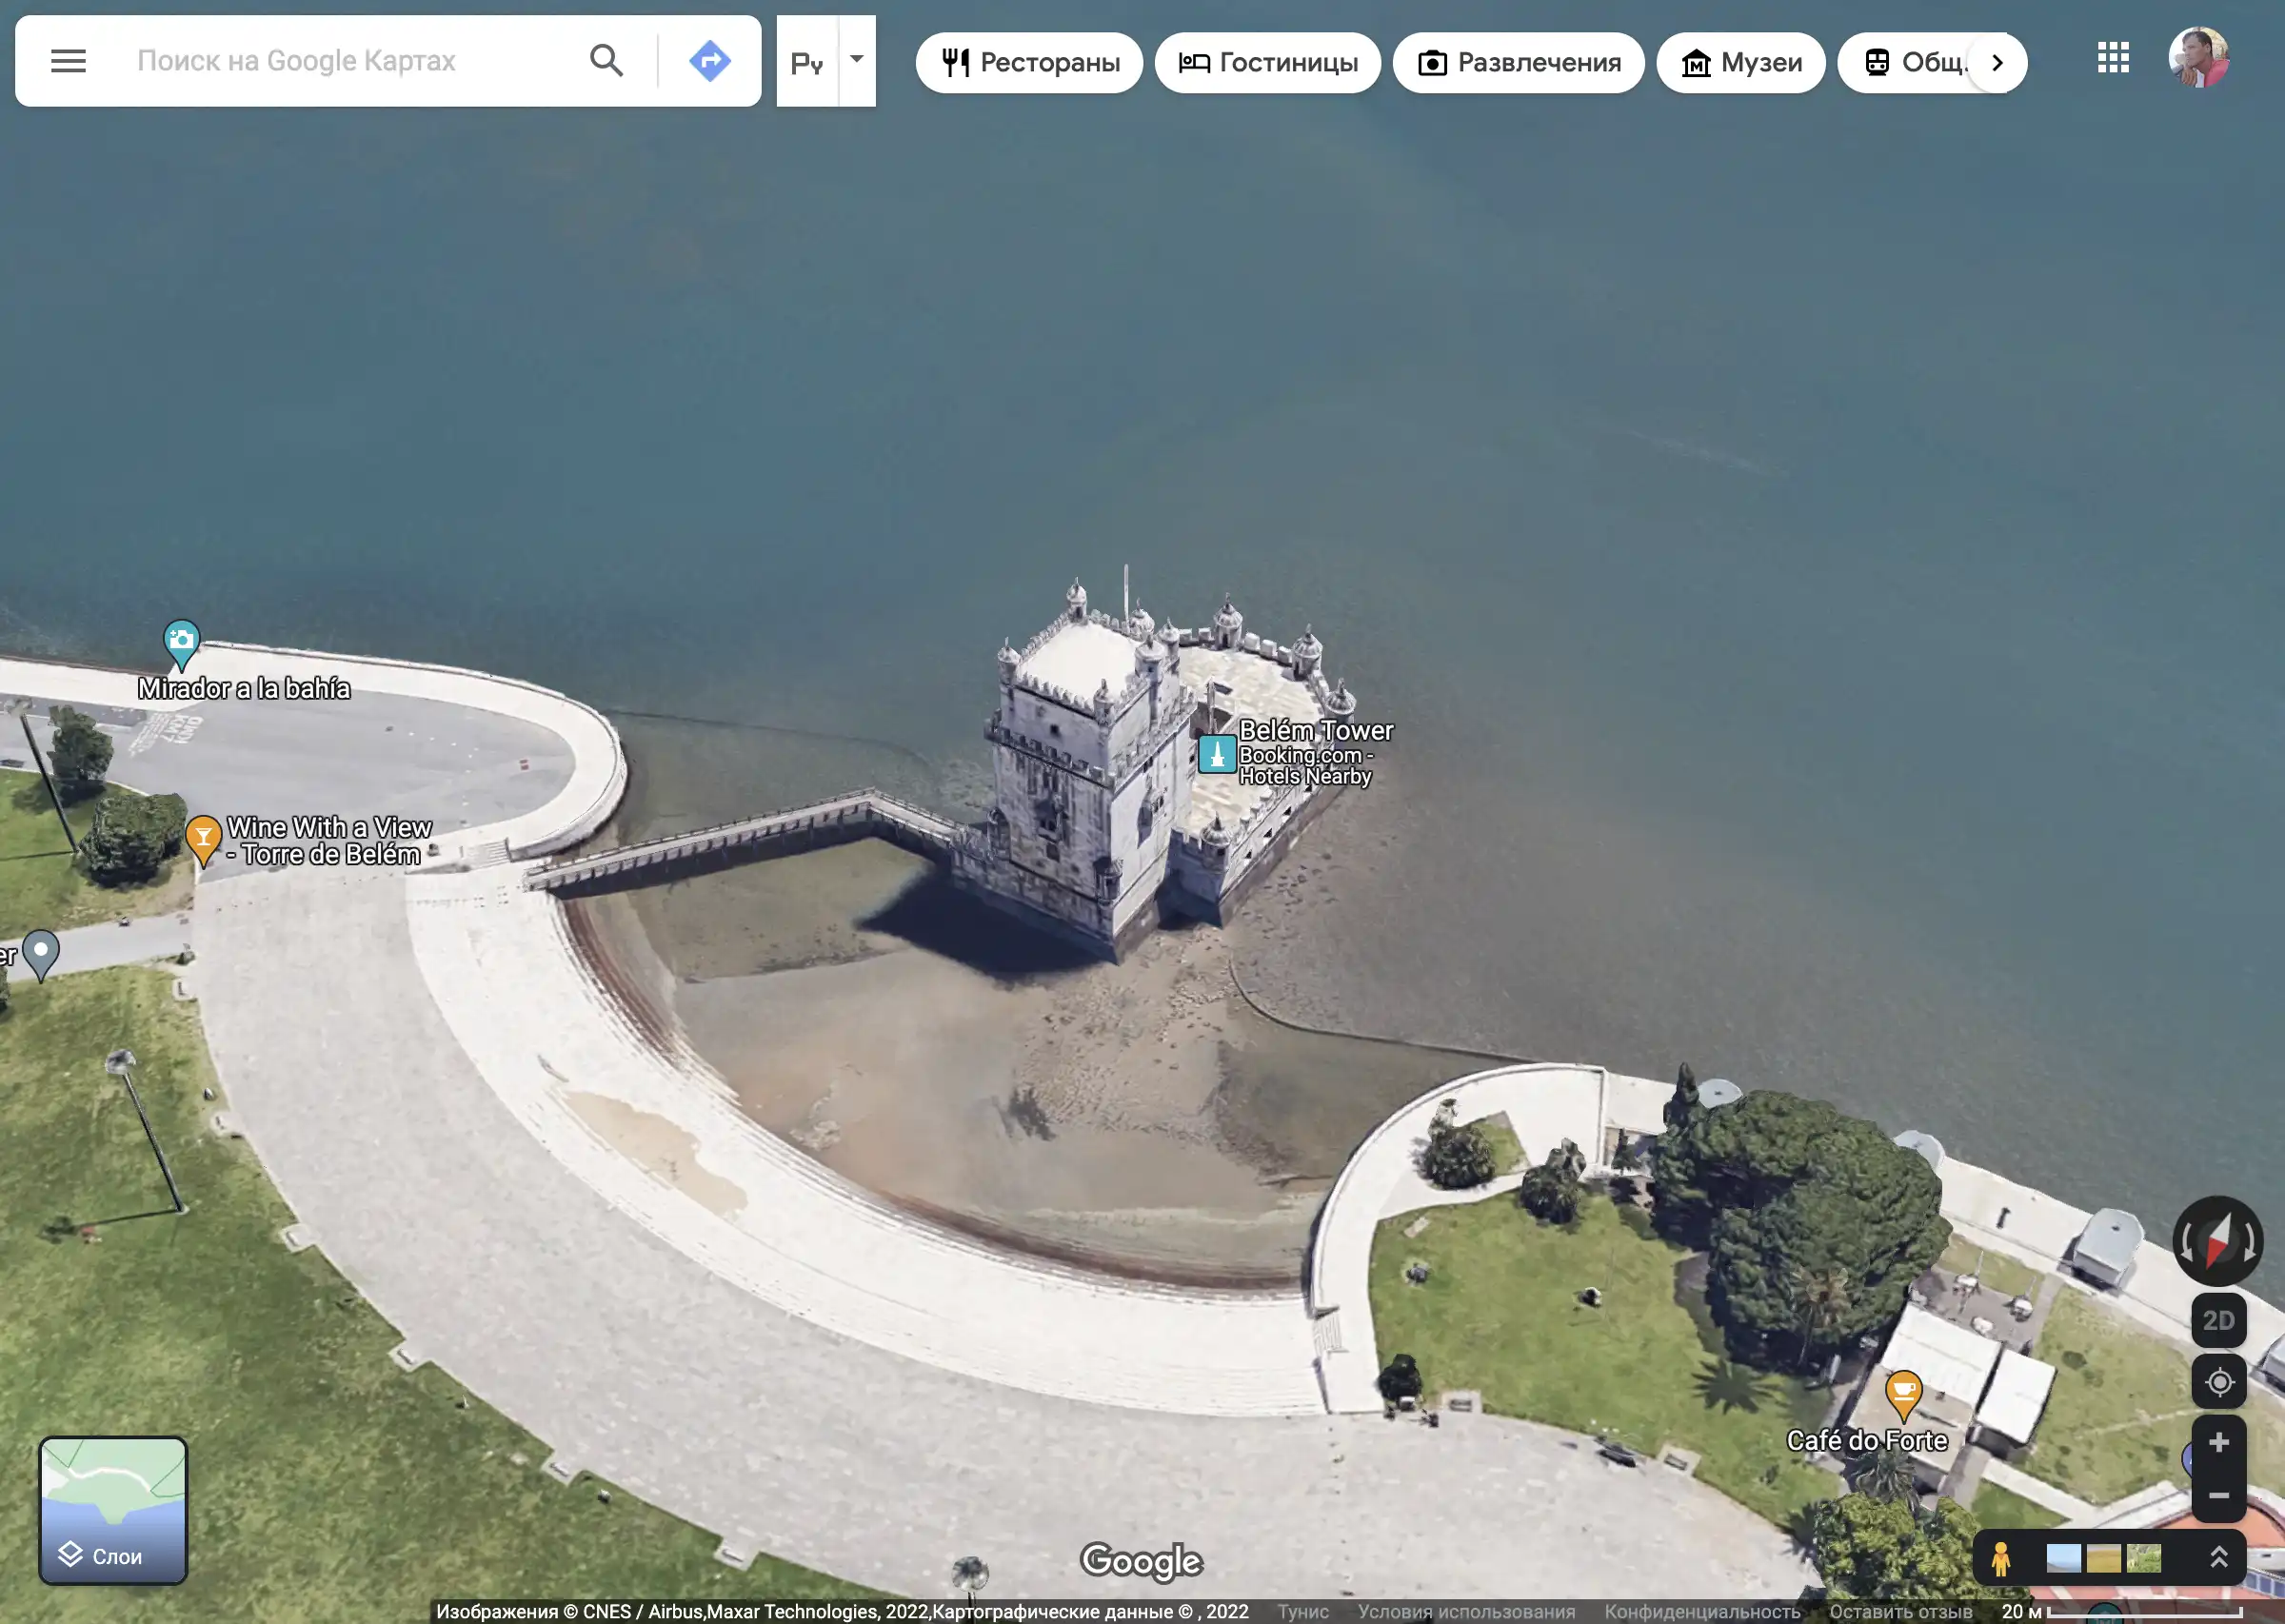 Поиск на Google Картах
Ру
Рестораны
Гостиницы
Развлечения
Музеи
Общ.
Mirador a la bahía
Belém Tower
Booking.com -
Hotels Nearby
Wine With a View
- Torre de Belém
er
2D
Café do Forte
Слои
Google
Изображения © CNES / Airbus,Maxar Technologies, 2022,Картографические данные © , 2022
Тунис
Условия использования
Конфиденциальность
Оставить отзыв
20 м